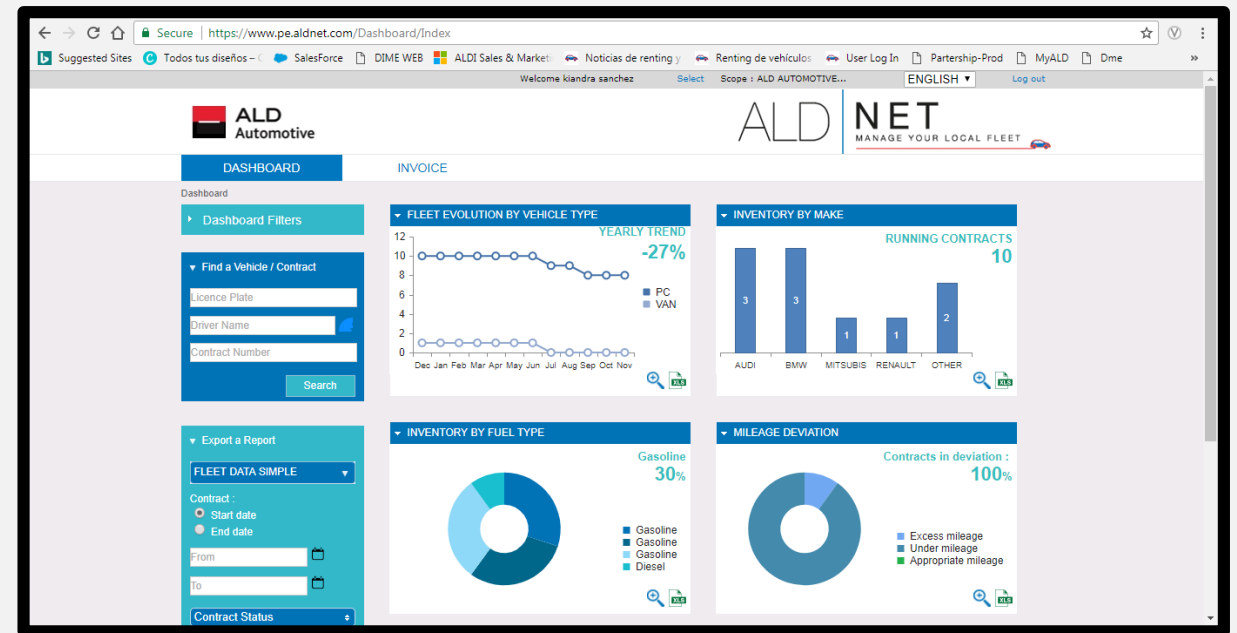 Secure | https://www.pe.aldnet.com/Dashboard/Index
Suggested Sites Todos tus diseños – C SalesForce DIME WEB ALDI Sales & Marketi Noticias de renting y Renting de vehículos User Log In Partership-Prod MyALD Dme »
Welcome kiandra sanchez Select Scope : ALD AUTOMOTIVE... ENGLISH Log out
ALD
Automotive
ALD NET
MANAGE YOUR LOCAL FLEET
DASHBOARD INVOICE
Dashboard
Dashboard Filters
Find a Vehicle / Contract
Licence Plate
Driver Name
Contract Number
Search
Export a Report
FLEET DATA SIMPLE
Contract :
Start date
End date
From
To
Contract Status
FLEET EVOLUTION BY VEHICLE TYPE
YEARLY TREND
-27%
12
10
8
6
4
2
0
Dec Jan Feb Mar Apr May Jun Jul Aug Sep Oct Nov
PC
VAN
XLS
INVENTORY BY MAKE
RUNNING CONTRACTS
10
3 3 1 1 2
AUDI BMW MITSUBIS RENAULT OTHER
XLS
INVENTORY BY FUEL TYPE
Gasoline
30%
Gasoline
Gasoline
Gasoline
Diesel
XLS
MILEAGE DEVIATION
Contracts in deviation :
100%
Excess mileage
Under mileage
Appropriate mileage
XLS